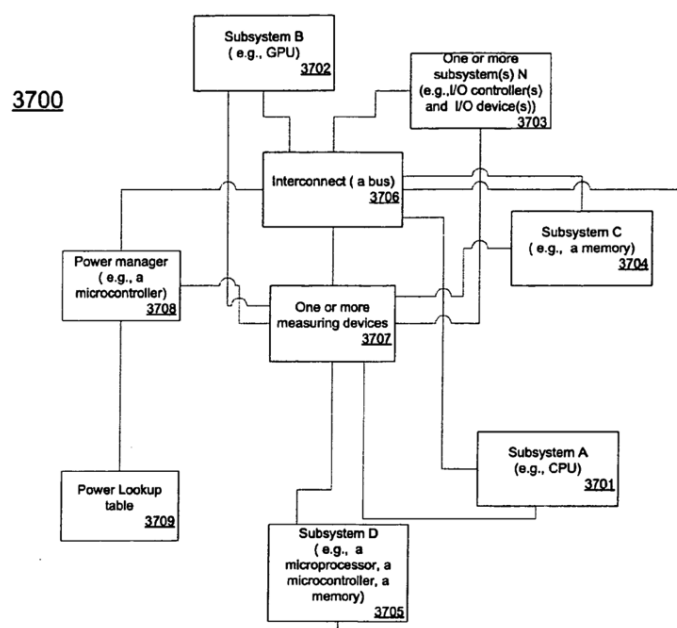 3700
Subsystem B
( e.g., GPU)
3702
One or more
subsystem(s) N
(e.g.,I/O controller(s)
and I/O device(s))
3703
Interconnect ( a bus)
3706
Subsystem C
( e.g., a memory)
3704
Power manager
( e.g., a
microcontroller)
3708
One or more
measuring devices
3707
Subsystem A
(e.g., CPU)
3701
Power Lookup
table
3709
Subsystem D
( e.g., a
microprocessor, a
microcontroller, a
memory)
3705